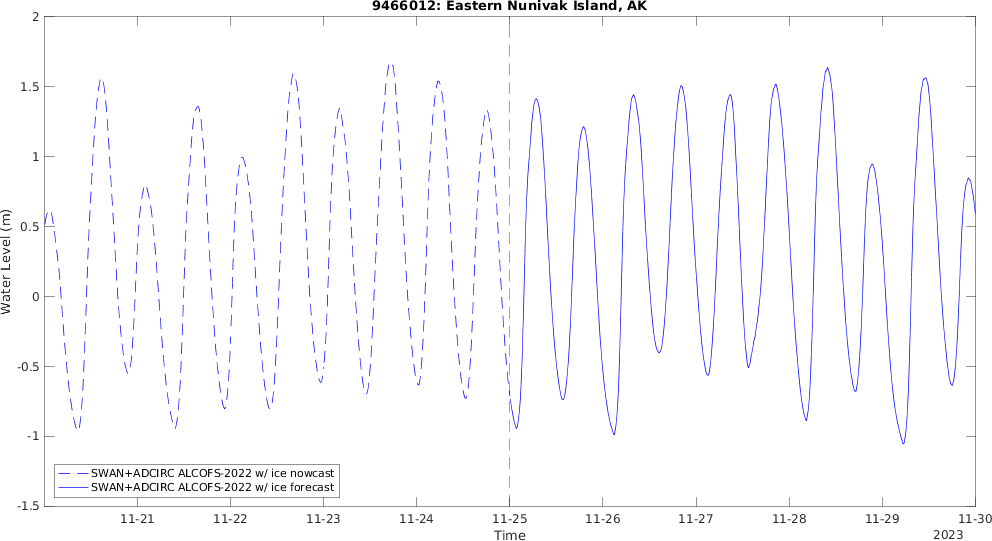 9466012: Eastern Nunivak Island, AK
2
1.5
1
0.5
0
-0.5
-1
-1.5
Water Level (m)
SWAN+ADCIRC ALCOFS-2022 w/ ice nowcast
SWAN+ADCIRC ALCOFS-2022 w/ ice forecast
11-21 11-22 11-23 11-24 11-25 11-26 11-27 11-28 11-29 11-30
Time
2023